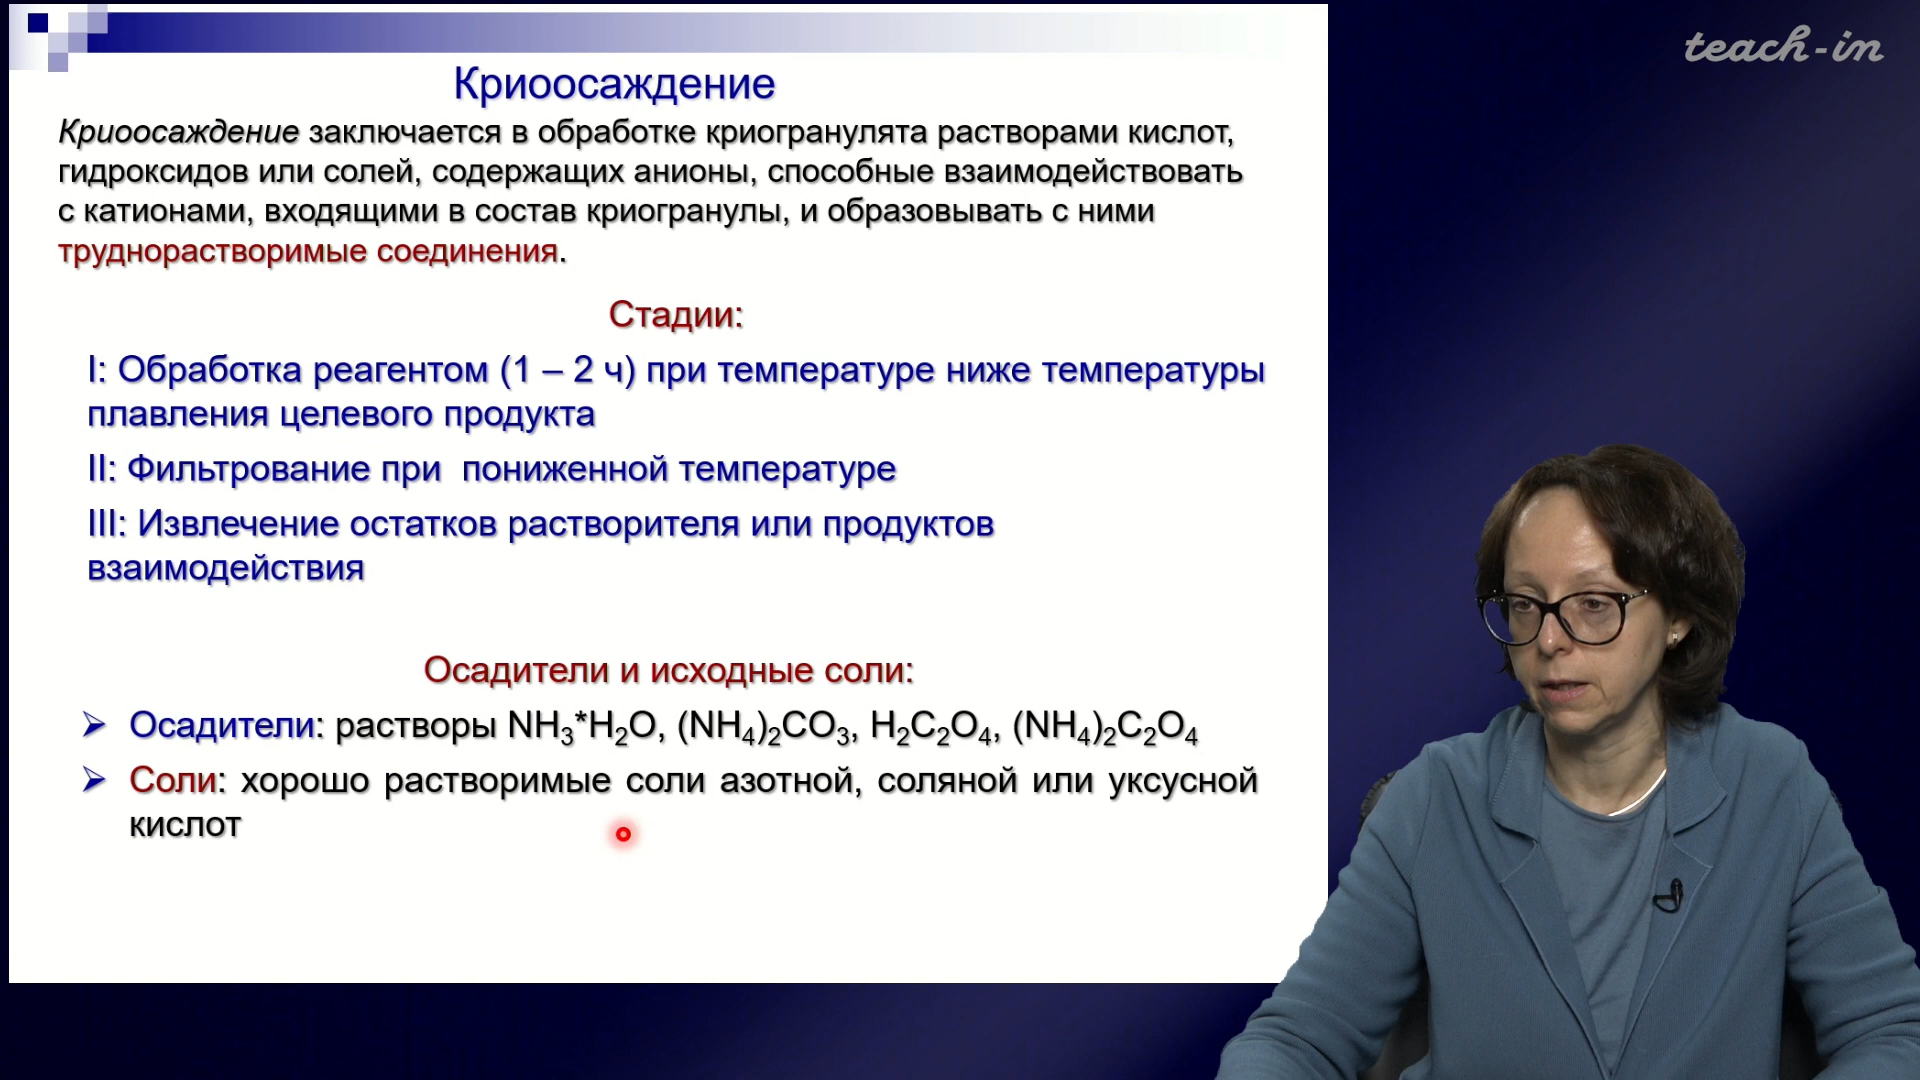 teach-in
Криоосаждение
Криоосаждение заключается в обработке криогранулята растворами кислот,
гидроксидов или солей, содержащих анионы, способные взаимодействовать
с катионами, входящими в состав криогранулы, и образовывать с ними
труднорастворимые соединения.
Стадии:
I: Обработка реагентом (1 – 2 ч) при температуре ниже температуры
плавления целевого продукта
II: Фильтрование при пониженной температуре
III: Извлечение остатков растворителя или продуктов
взаимодействия
Осадители и исходные соли:
➢ Осадители: растворы NH₃*H₂O, (NH₄)₂CO₃, H₂C₂O₄, (NH₄)₂C₂O₄
➢ Соли: хорошо растворимые соли азотной, соляной или уксусной
кислот